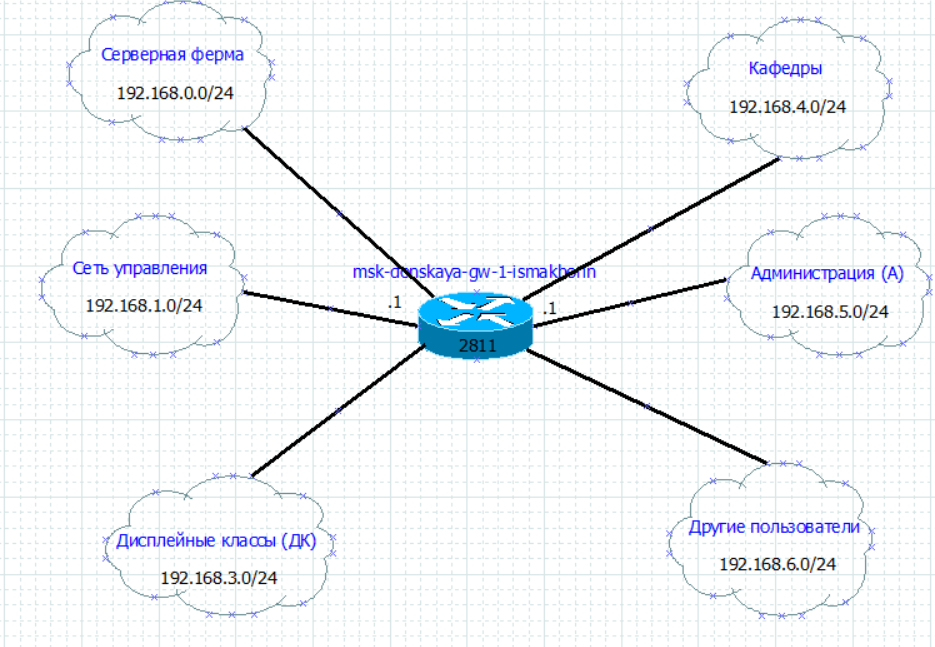 Серверная ферма
192.168.0.0/24
Кафедры
192.168.4.0/24
Сеть управления
192.168.1.0/24
msk-donskaya-gw-1-ismakhorin
.1
.1
2811
Администрация (А)
192.168.5.0/24
Дисплейные классы (ДК)
192.168.3.0/24
Другие пользователи
192.168.6.0/24